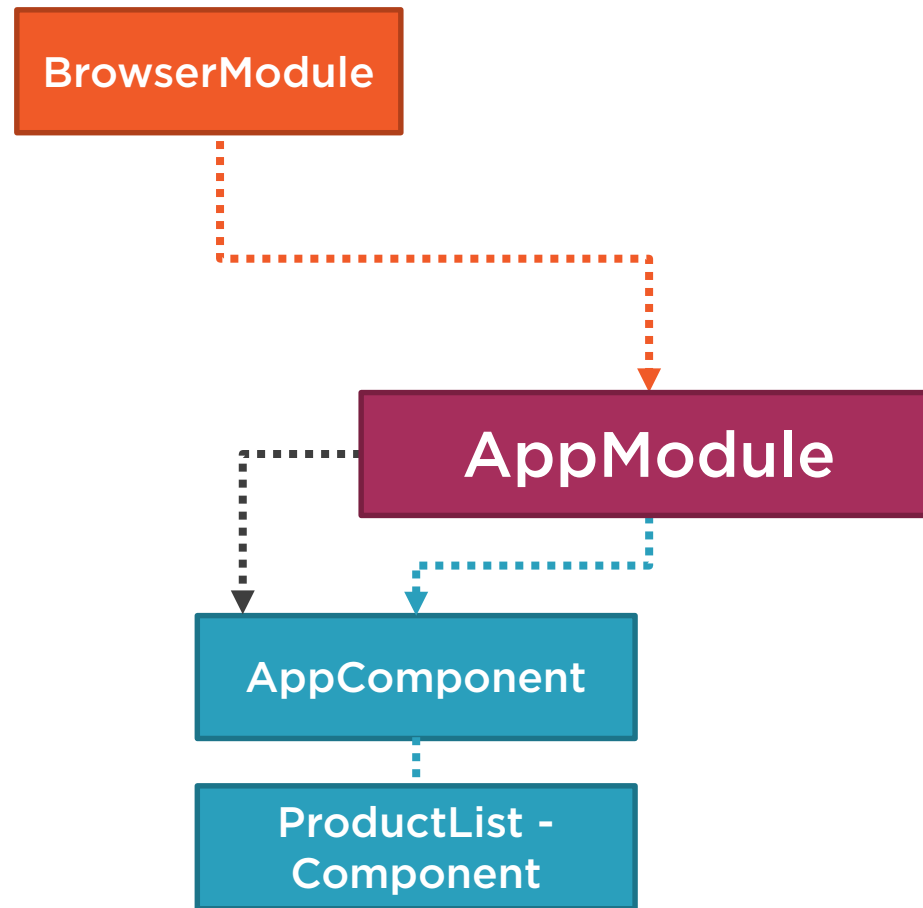 BrowserModule
AppModule
AppComponent
ProductList -
Component